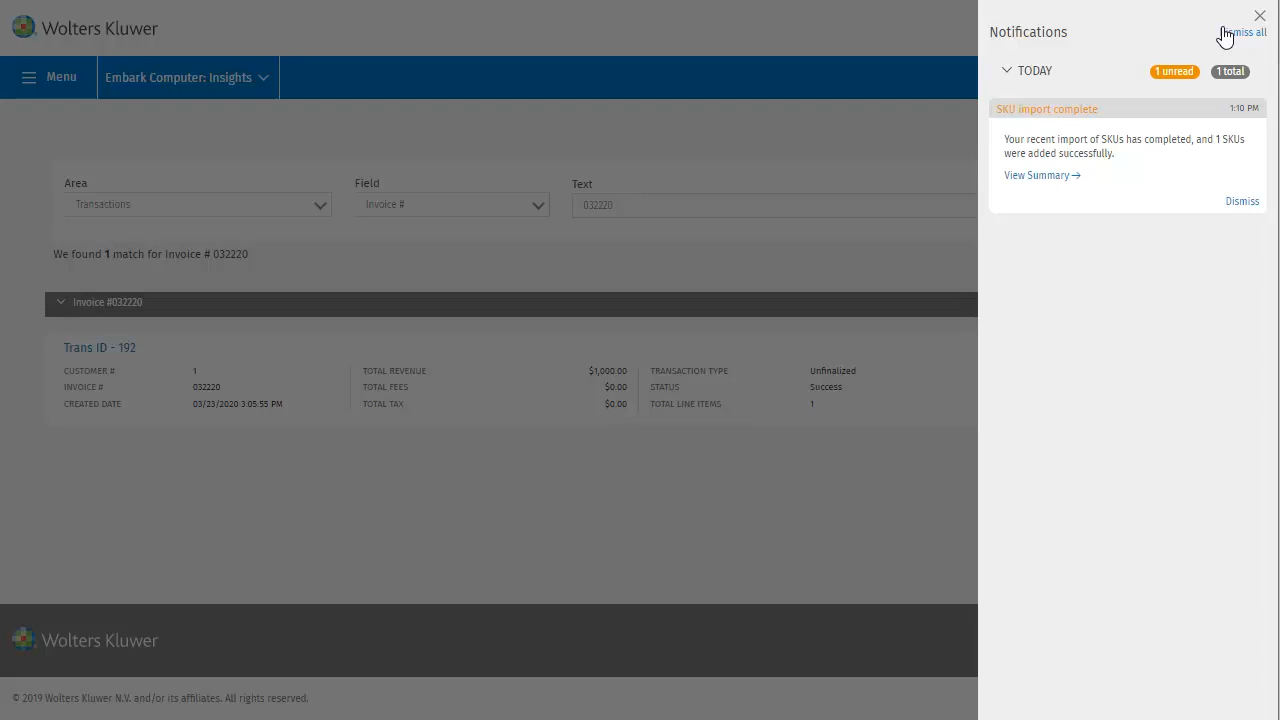 Wolters Kluwer
Menu
Embark Computer: Insights
Area
Field
Text
Transactions
Invoice #
032220
We found 1 match for Invoice # 032220
Invoice #032220
Trans ID - 192
CUSTOMER # 1
TOTAL REVENUE $1,000.00
TRANSACTION TYPE Unfinalized
INVOICE # 032220
TOTAL FEES $0.00
STATUS Success
CREATED DATE 03/23/2020 3:05:55 PM
TOTAL TAX $0.00
TOTAL LINE ITEMS 1
Wolters Kluwer
© 2019 Wolters Kluwer N.V. and/or its affiliates. All rights reserved.
Notifications
all
TODAY
1 unread
1 total
SKU import complete
1:10 PM
Your recent import of SKUs has completed, and 1 SKUs
were added successfully.
View Summary →
Dismiss